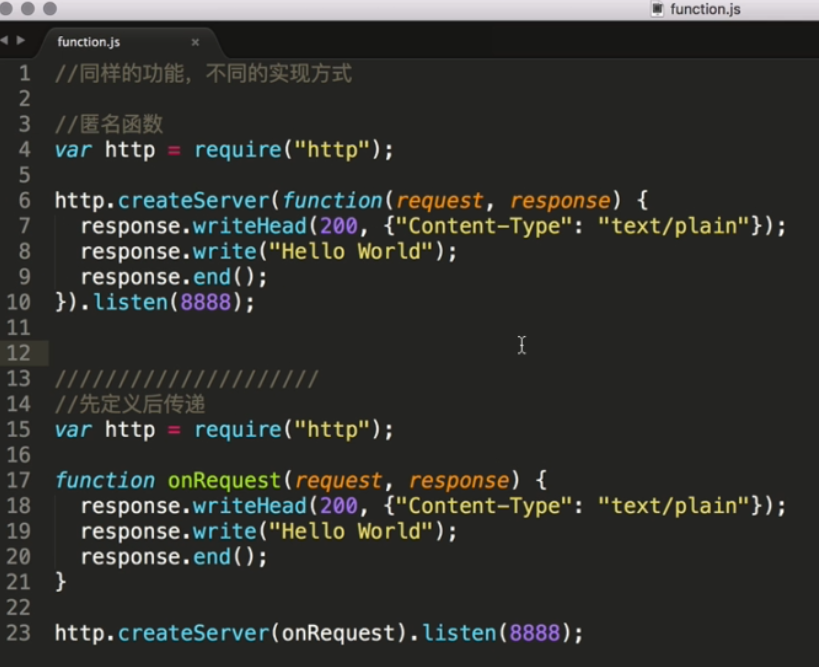 function.js
function.js ×
1 //同样的功能，不同的实现方式
2
3 //匿名函数
4 var http = require("http");
5
6 http.createServer(function(request, response) {
7 response.writeHead(200, {"Content-Type": "text/plain"});
8 response.write("Hello World");
9 response.end();
10 }).listen(8888);
11
12
13 /////////////////////
14 //先定义后传递
15 var http = require("http");
16
17 function onRequest(request, response) {
18 response.writeHead(200, {"Content-Type": "text/plain"});
19 response.write("Hello World");
20 response.end();
21 }
22
23 http.createServer(onRequest).listen(8888);